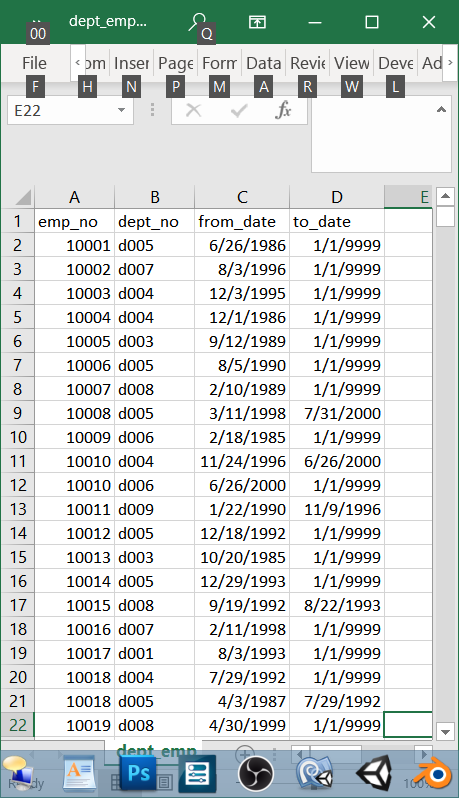 dept_emp...
00 Q
File Inser Page Form Data Revie View Deve Ad
F H N P M A R W L
E22 fx
A B C D E
1 emp_no dept_no from_date to_date
2 10001 d005 6/26/1986 1/1/9999
3 10002 d007 8/3/1996 1/1/9999
4 10003 d004 12/3/1995 1/1/9999
5 10004 d004 12/1/1986 1/1/9999
6 10005 d003 9/12/1989 1/1/9999
7 10006 d005 8/5/1990 1/1/9999
8 10007 d008 2/10/1989 1/1/9999
9 10008 d005 3/11/1998 7/31/2000
10 10009 d006 2/18/1985 1/1/9999
11 10010 d004 11/24/1996 6/26/2000
12 10010 d006 6/26/2000 1/1/9999
13 10011 d009 1/22/1990 11/9/1996
14 10012 d005 12/18/1992 1/1/9999
15 10013 d003 10/20/1985 1/1/9999
16 10014 d005 12/29/1993 1/1/9999
17 10015 d008 9/19/1992 8/22/1993
18 10016 d007 2/11/1998 1/1/9999
19 10017 d001 8/3/1993 1/1/9999
20 10018 d004 7/29/1992 1/1/9999
21 10018 d005 4/3/1987 7/29/1992
22 10019 d008 4/30/1999 1/1/9999
dept_emp
Ready Ps 100%